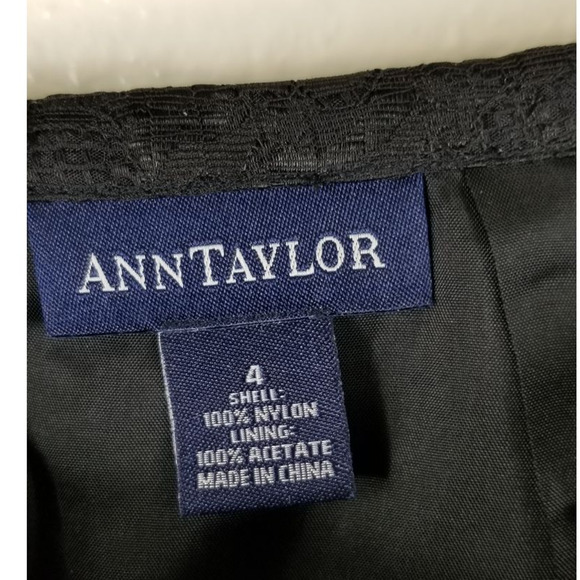 ANNTAYLOR
4
SHELL:
100% NYLON
LINING:
100% ACETATE
MADE IN CHINA